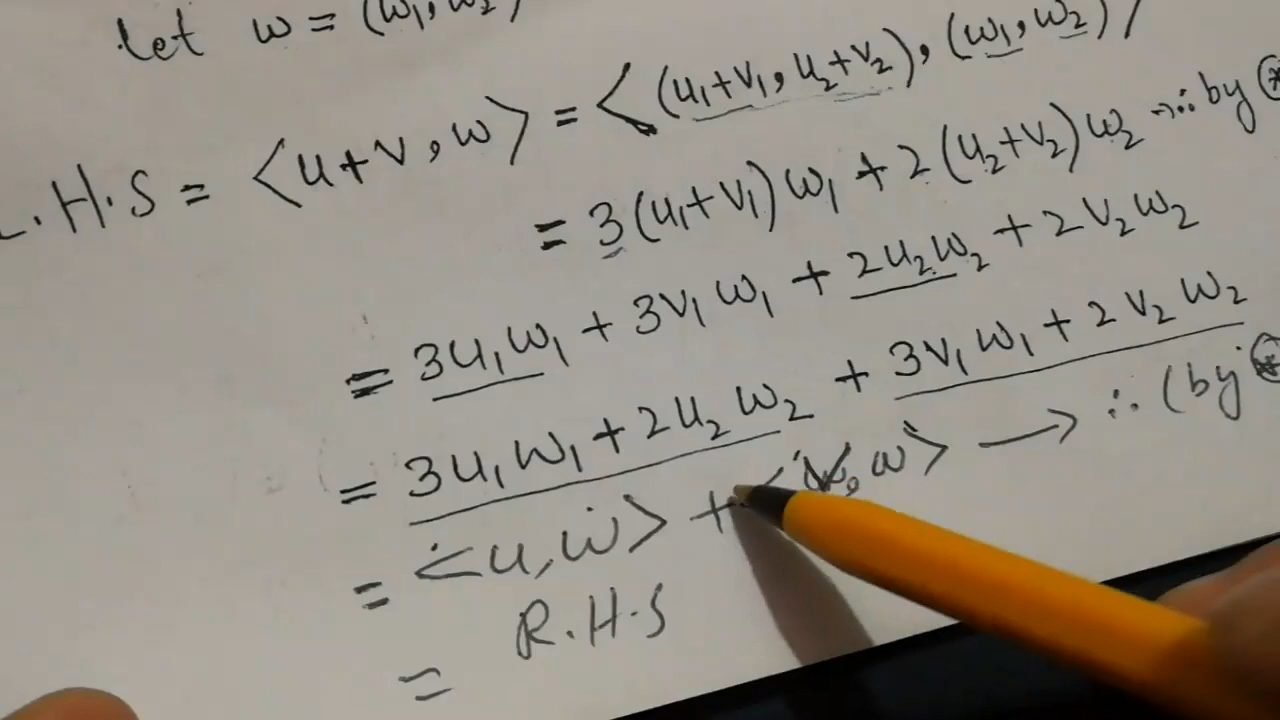 let w = (w₁, w₂)
L.H.S = <u+v, w> = <(u₁+v₁, u₂+v₂), (w₁, w₂)>
= 3(u₁+v₁)w₁ + 2(u₂+v₂)w₂ → ∴ by ⊛
= 3u₁w₁ + 3v₁w₁ + 2u₂w₂ + 2v₂w₂
= 3u₁w₁ + 2u₂w₂ + 3v₁w₁ + 2v₂w₂
= <u, w> + <v, w> → ∴ (by ⊛
= R.H.S